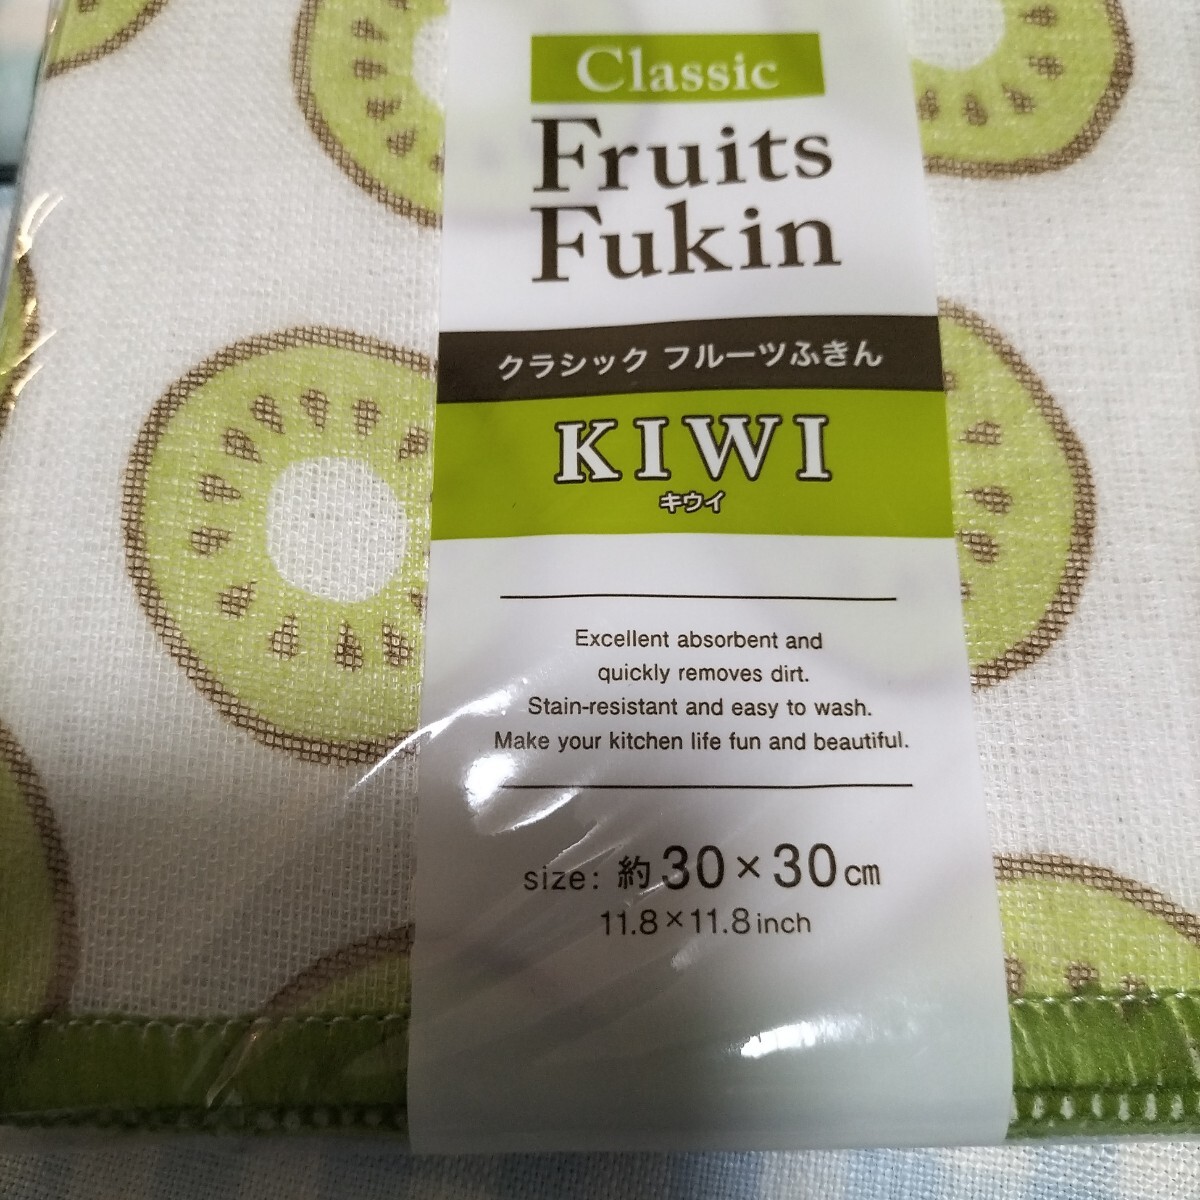 Classic
Fruits
Fukin
クラシック フルーツふきん
KIWI
キウイ
Excellent absorbent and
quickly removes dirt.
Stain-resistant and easy to wash.
Make your kitchen life fun and beautiful.
size: 約30×30cm
11.8×11.8inch